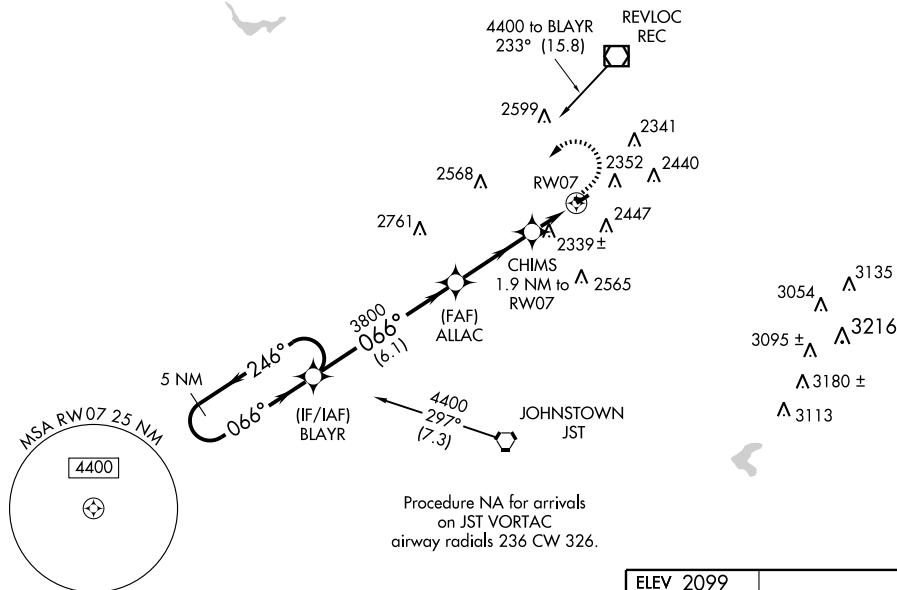 REVLOC
REC
4400 to BLAYR
233° (15.8)
2599
2341
2352
2440
2568
RW07
2761
2447
2339 ±
CHIMS
1.9 NM to
RW07
2565
3135
3054
3216
3095 ±
3180 ±
3113
(FAF)
ALLAC
3800
066°
(6.1)
246°
5 NM
066°
(IF/IAF)
BLAYR
4400
297°
(7.3)
JOHNSTOWN
JST
MSA RW07 25 NM
4400
Procedure NA for arrivals
on JST VORTAC
airway radials 236 CW 326.
ELEV 2099